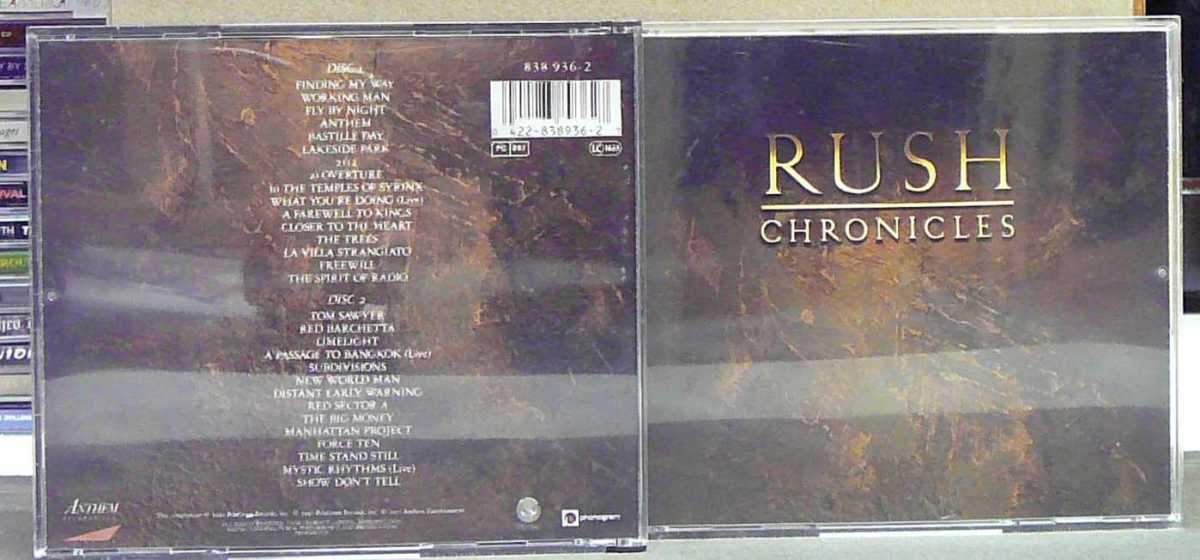 838 936-2
0 422-838936-2
DISC 1
FINDING MY WAY
WORKING MAN
FLY BY NIGHT
ANTHEM
BASTILLE DAY
LAKESIDE PARK
2112
a) OVERTURE
b) THE TEMPLES OF SYRINX
WHAT YOU'RE DOING (Live)
A FAREWELL TO KINGS
CLOSER TO THE HEART
THE TREES
LA VILLA STRANGIATO
FREEWILL
THE SPIRIT OF RADIO
DISC 2
TOM SAWYER
RED BARCHETTA
LIMELIGHT
A PASSAGE TO BANGKOK (Live)
SUBDIVISIONS
NEW WORLD MAN
DISTANT EARLY WARNING
RED SECTOR A
THE BIG MONEY
MANHATTAN PROJECT
FORCE TEN
TIME STAND STILL
MYSTIC RHYTHMS (Live)
SHOW DON'T TELL
ANTHEM
phonogram
RUSH
CHRONICLES